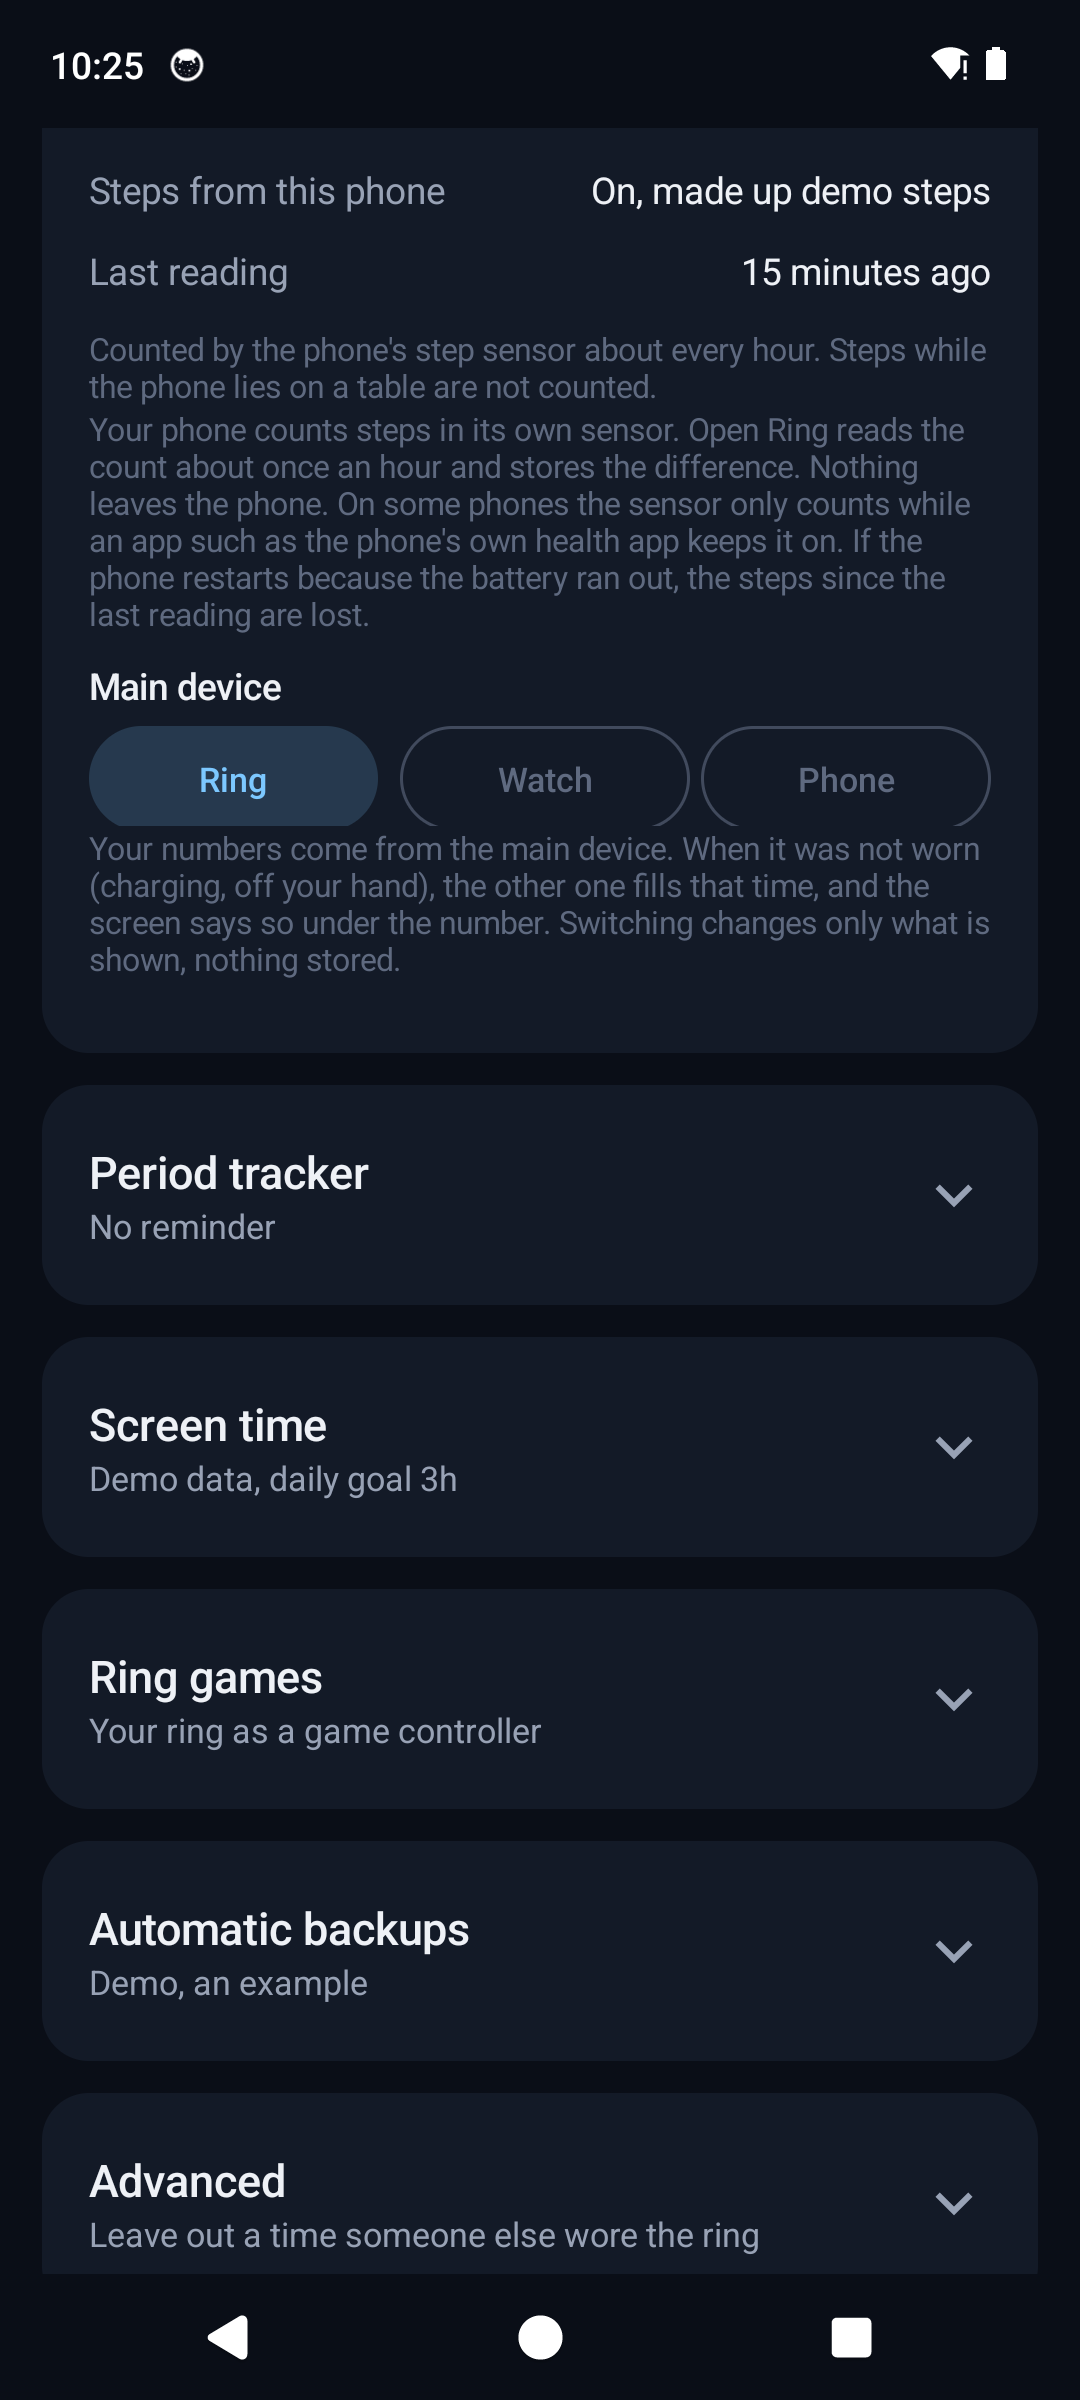 10:25
Steps from this phone On, made up demo steps
Last reading 15 minutes ago
Counted by the phone's step sensor about every hour. Steps while
the phone lies on a table are not counted.
Your phone counts steps in its own sensor. Open Ring reads the
count about once an hour and stores the difference. Nothing
leaves the phone. On some phones the sensor only counts while
an app such as the phone's own health app keeps it on. If the
phone restarts because the battery ran out, the steps since the
last reading are lost.
Main device
Ring Watch Phone
Your numbers come from the main device. When it was not worn
(charging, off your hand), the other one fills that time, and the
screen says so under the number. Switching changes only what is
shown, nothing stored.
Period tracker
No reminder
Screen time
Demo data, daily goal 3h
Ring games
Your ring as a game controller
Automatic backups
Demo, an example
Advanced
Leave out a time someone else wore the ring